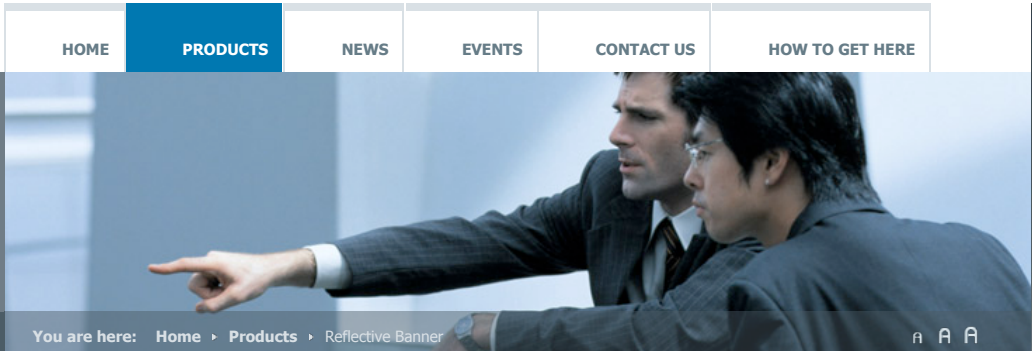 HOME PRODUCTS NEWS EVENTS CONTACT US HOW TO GET HERE
You are here: Home ▸ Products ▸ Reflective Banner A A A